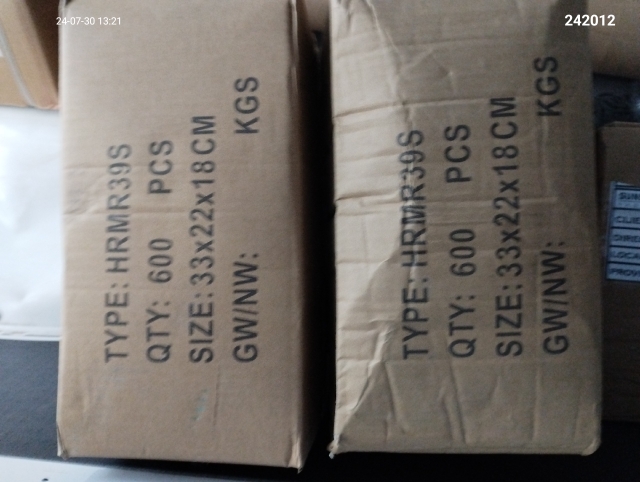 24-07-30 13:21
242012
TYPE: HRMR39S
QTY: 600 PCS
SIZE: 33x22x18CM
GW/NW: KGS
TYPE: HRMR39S
QTY: 600 PCS
SIZE: 33x22x18CM
GW/NW: KGS